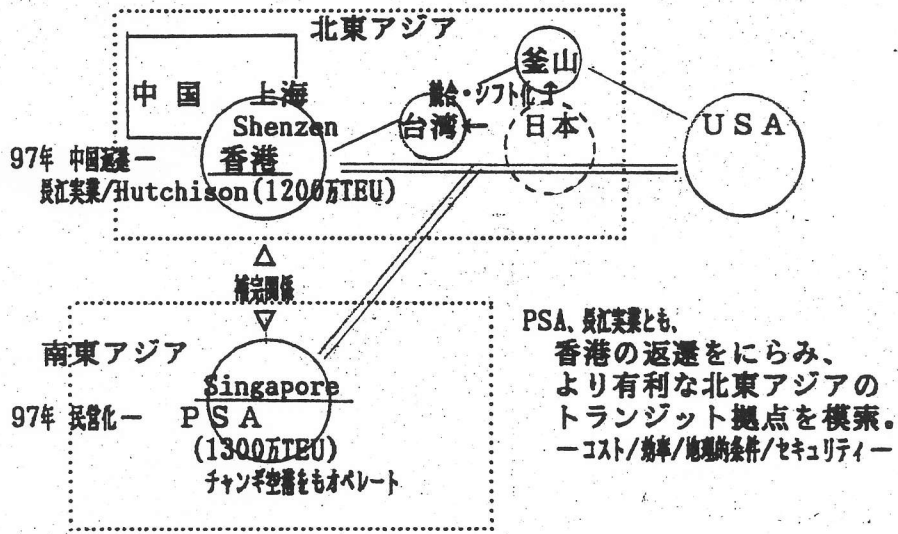 北東アジア
釜山
中国 上海 競合・シフト化↑
Shenzen 台湾← 日本 USA
97年 中国返還― 香港
長江実業/Hutchison(1200万TEU)
△
補完関係
▽
南東アジア
Singapore
97年 民営化― PSA
(1300万TEU)
チャンギ空港をもオペレート
PSA、長江実業とも、
香港の返還をにらみ、
より有利な北東アジアの
トランジット拠点を模索。
―コスト/効率/地理的条件/セキュリティ―